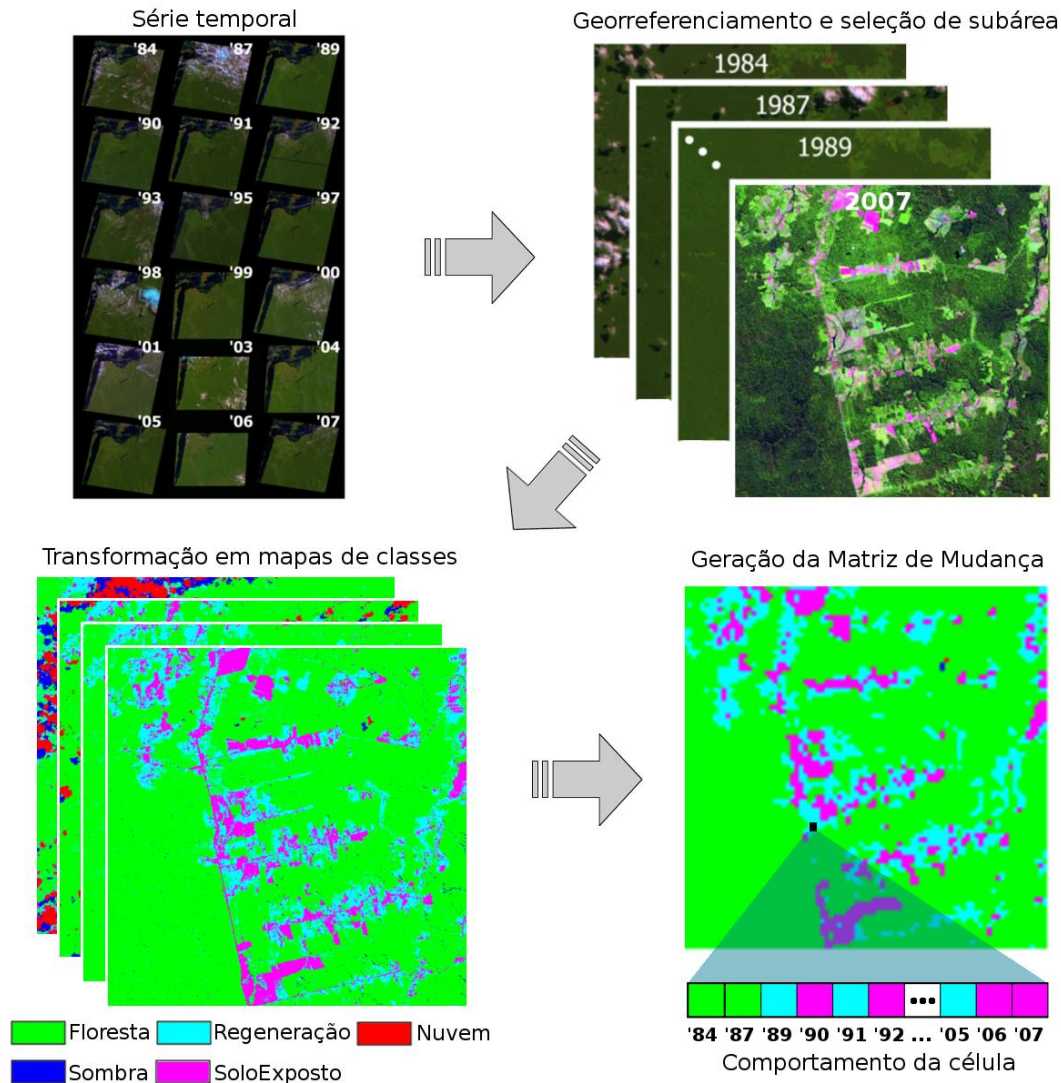 Série temporal
'84 '87 '89
'90 '91 '92
'93 '95 '97
'98 '99 '00
'01 '03 '04
'05 '06 '07
Georreferenciamento e seleção de subárea
1984
1987
1989
2007
Transformação em mapas de classes
Floresta Regeneração Nuvem
Sombra SoloExposto
Geração da Matriz de Mudança
...
'84 '87 '89 '90 '91 '92 ... '05 '06 '07
Comportamento da célula